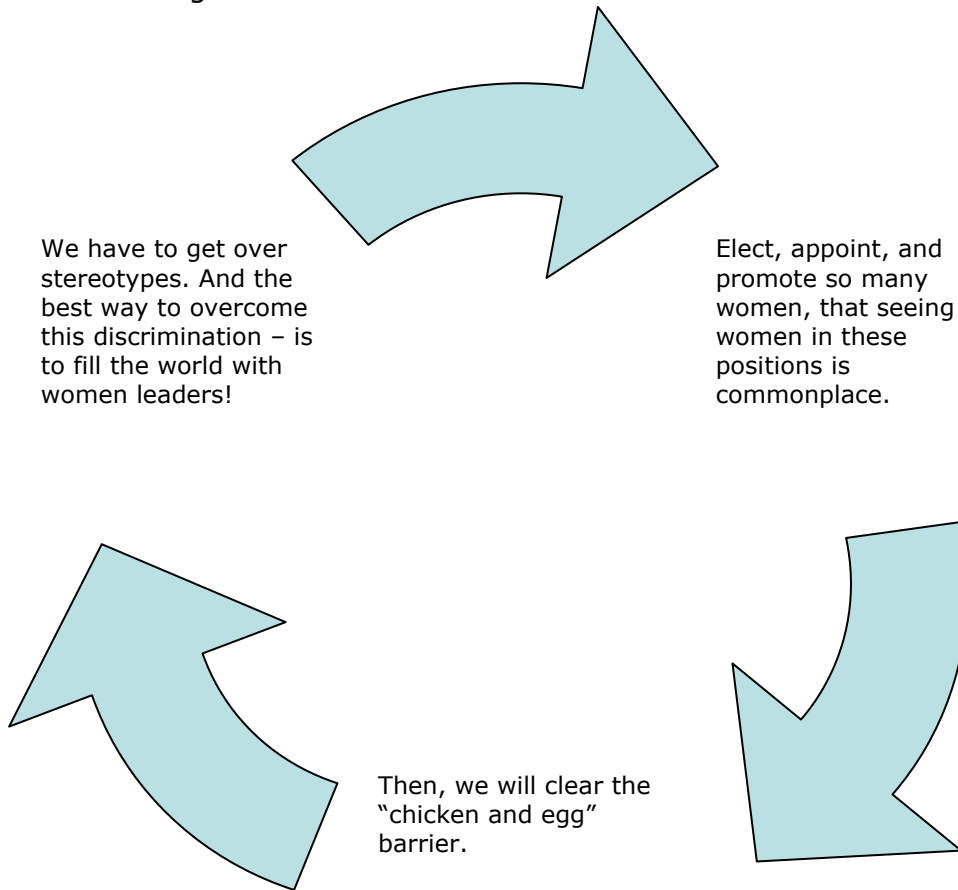 We have to get over
stereotypes. And the
best way to overcome
this discrimination – is
to fill the world with
women leaders!
Elect, appoint, and
promote so many
women, that seeing
women in these
positions is
commonplace.
Then, we will clear the
“chicken and egg”
barrier.